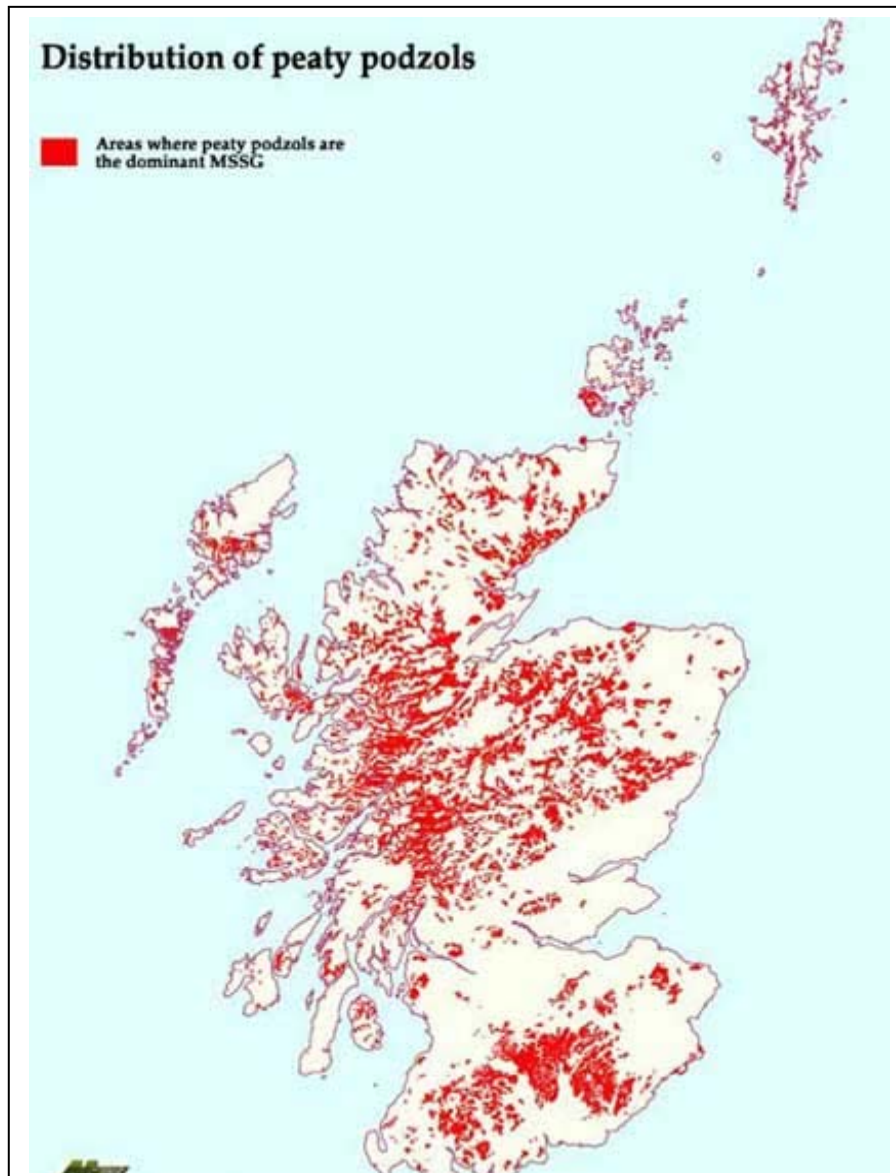 Distribution of peaty podzols
Areas where peaty podzols are
the dominant MSSG